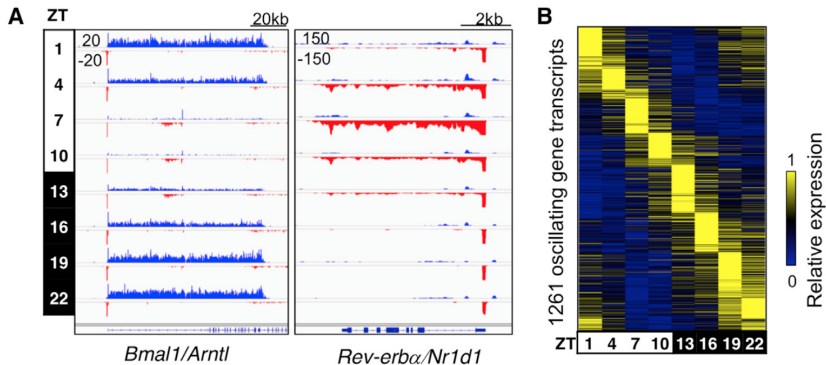 A
ZT
20kb
2kb
1
20
-20
150
-150
4
7
10
13
16
19
22
Bmal1/Arntl
Rev-erbα/Nr1d1
B
1261 oscillating gene transcripts
1
0
Relative expression
ZT 1 4 7 10 13 16 19 22